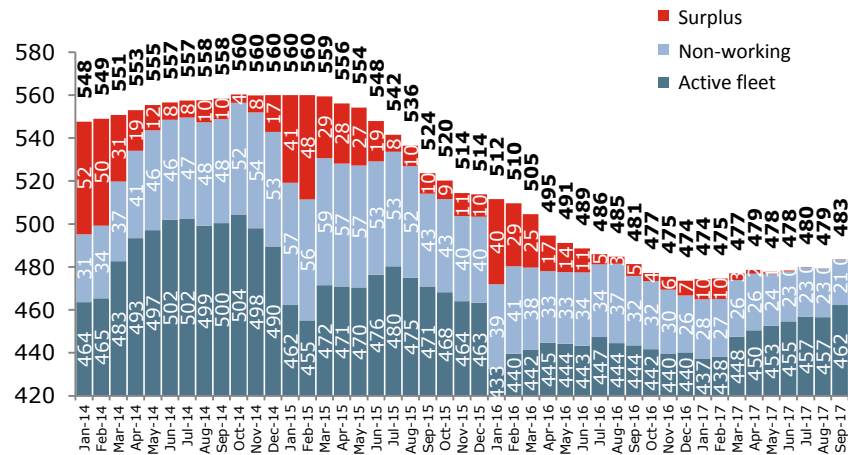 Surplus
Non-working
Active fleet
548 549 551 553 555 557 557 558 558 560 560 560 560 560 559 556 554 548 542 536 524 520 514 514 512 510 505 495 491 489 486 485 481 477 475 474 474 475 477 479 478 478 480 479 483
580
560
540
520
500
480
460
440
420
52 50 31 19 8 8 10 10 4 8 17 41 48 29 28 27 19 8 10 10 9 11 10 40 29 25 17 14 11 5 3 5 4 6 7 10 10 3 0 0 0
31 34 37 41 46 46 47 48 48 52 54 53 57 56 59 57 57 53 53 52 43 43 40 40 39 41 38 33 33 34 34 37 32 32 30 26 28 27 26 26 24 23 23 23 21
464 465 483 493 497 502 502 499 500 504 498 490 462 455 472 471 470 476 480 475 471 468 464 463 433 440 442 445 444 443 447 444 444 442 440 440 437 438 448 450 453 455 457 457 462
Jan-14 Feb-14 Mar-14 Apr-14 May-14 Jun-14 Jul-14 Aug-14 Sep-14 Oct-14 Nov-14 Dec-14 Jan-15 Feb-15 Mar-15 Apr-15 May-15 Jun-15 Jul-15 Aug-15 Sep-15 Oct-15 Nov-15 Dec-15 Jan-16 Feb-16 Mar-16 Apr-16 May-16 Jun-16 Jul-16 Aug-16 Sep-16 Oct-16 Nov-16 Dec-16 Jan-17 Feb-17 Mar-17 Apr-17 May-17 Jun-17 Jul-17 Aug-17 Sep-17